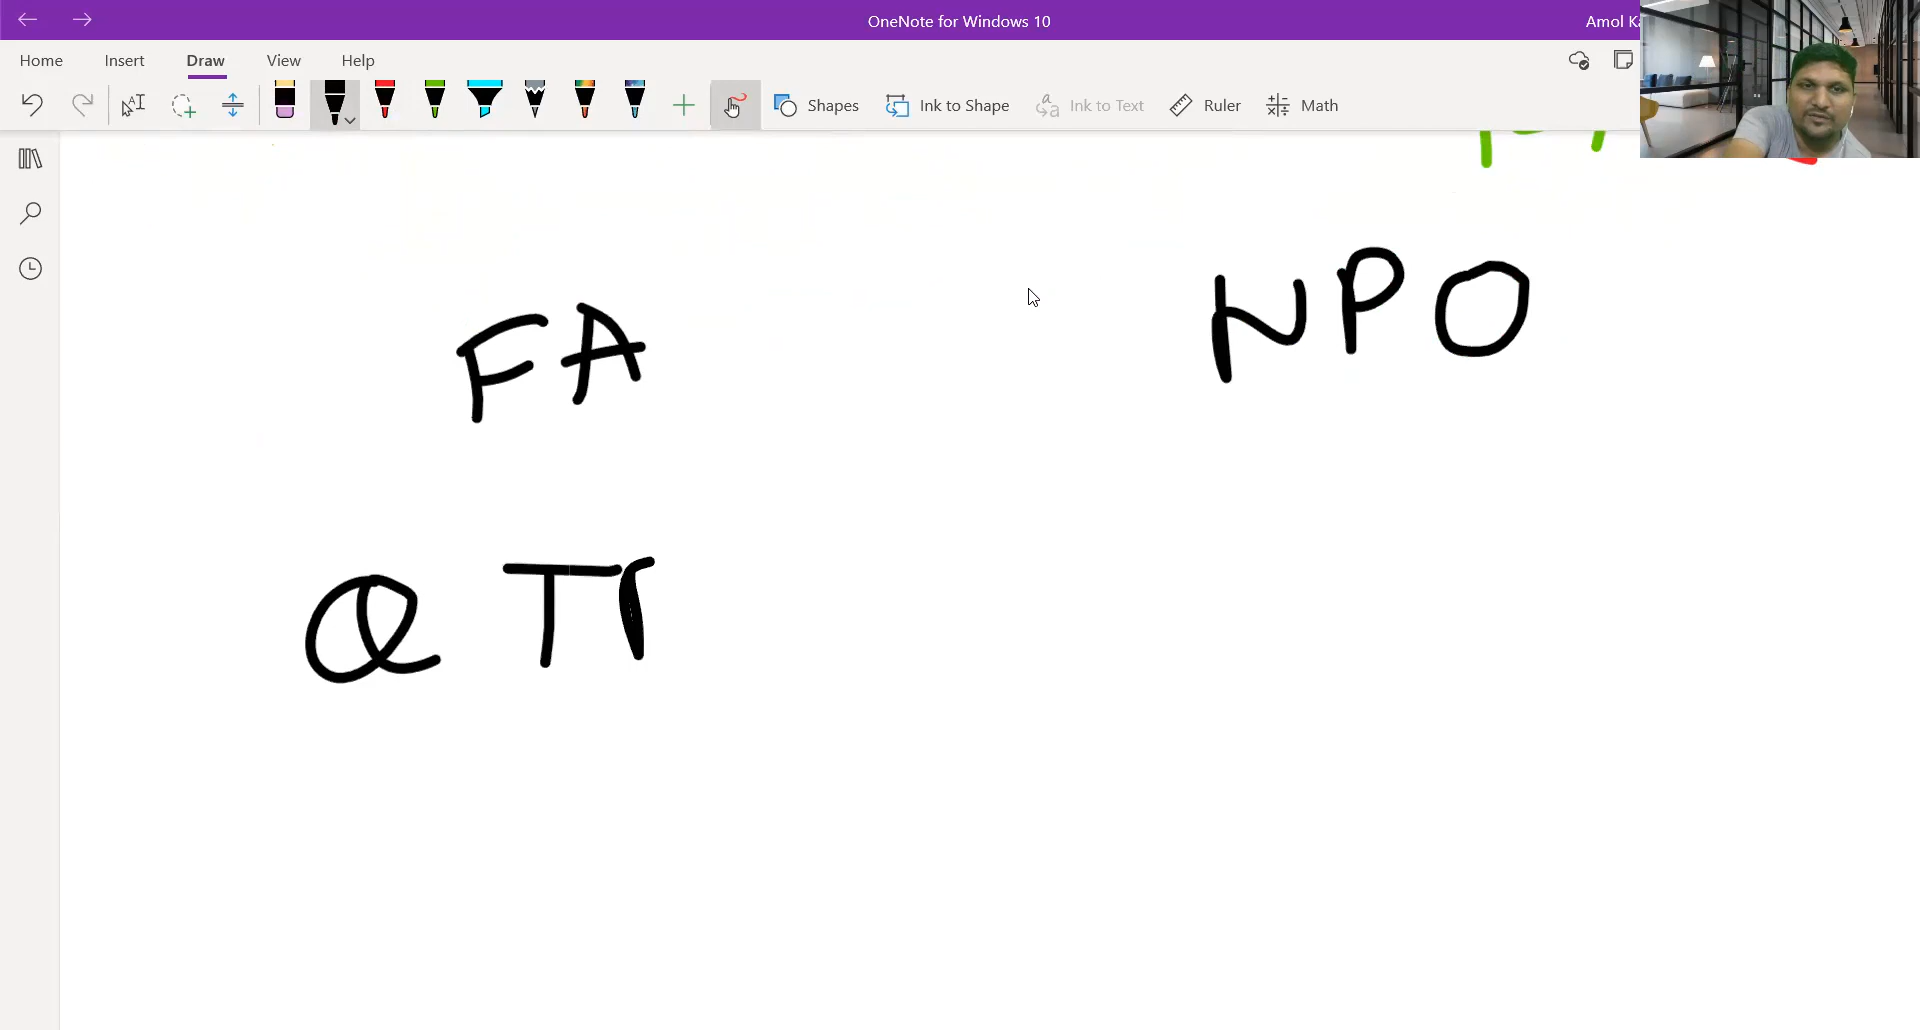 OneNote for Windows 10
Amol Ka
Home Insert Draw View Help
Shapes Ink to Shape Ink to Text Ruler Math
FA NPO
Q T